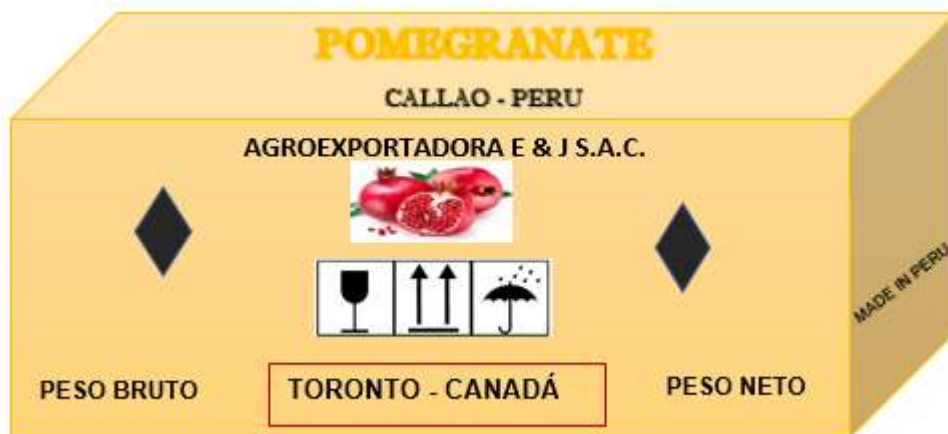 POMEGRANATE
CALLAO - PERU
AGROEXPORTADORA E & J S.A.C.
MADE IN PERU
PESO BRUTO
TORONTO - CANADÁ
PESO NETO